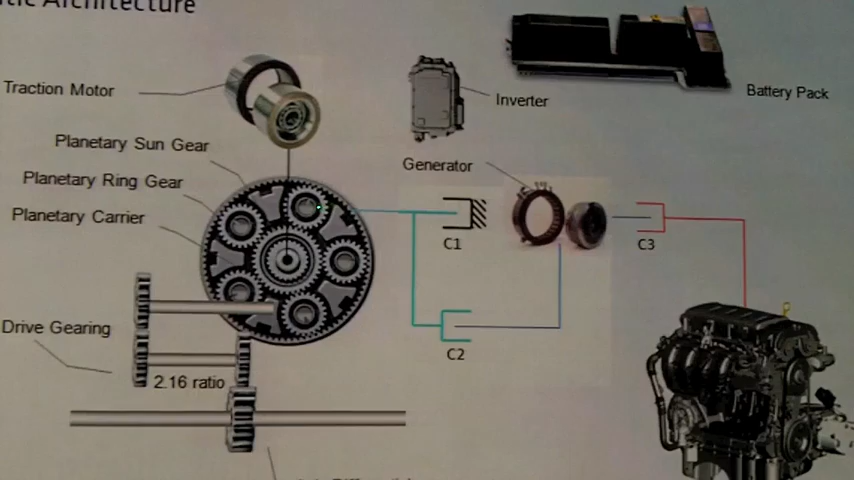 Architecture
Traction Motor
Inverter
Battery Pack
Planetary Sun Gear
Generator
Planetary Ring Gear
Planetary Carrier
C1
C3
Drive Gearing
C2
2.16 ratio